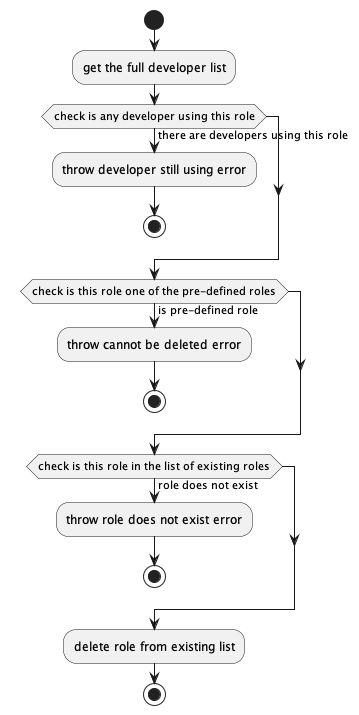 get the full developer list
check is any developer using this role
there are developers using this role
throw developer still using error
check is this role one of the pre-defined roles
is pre-defined role
throw cannot be deleted error
check is this role in the list of existing roles
role does not exist
throw role does not exist error
delete role from existing list